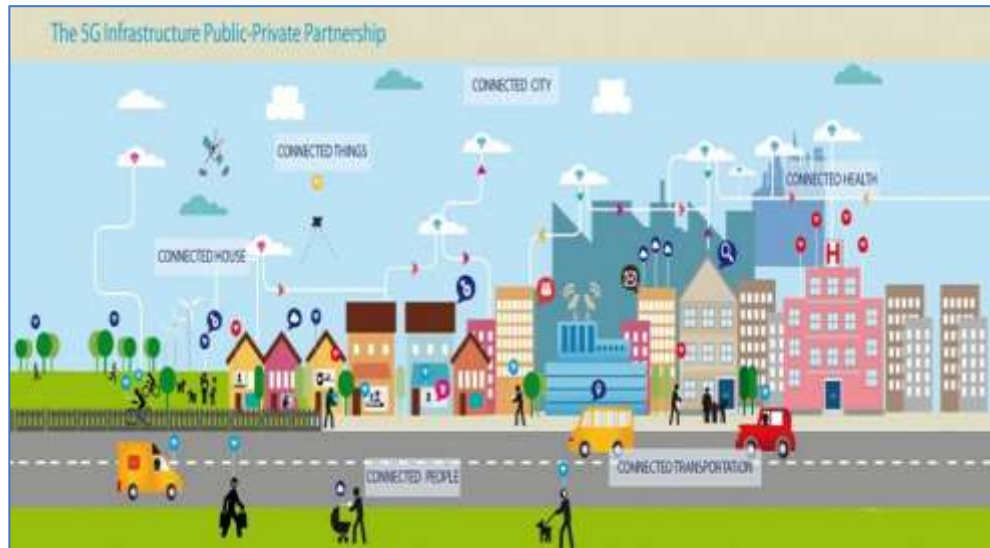 The 5G Infrastructure Public-Private Partnership
CONNECTED CITY
CONNECTED THINGS
CONNECTED HEALTH
CONNECTED HOUSE
H
CONNECTED PEOPLE
CONNECTED TRANSPORTATION